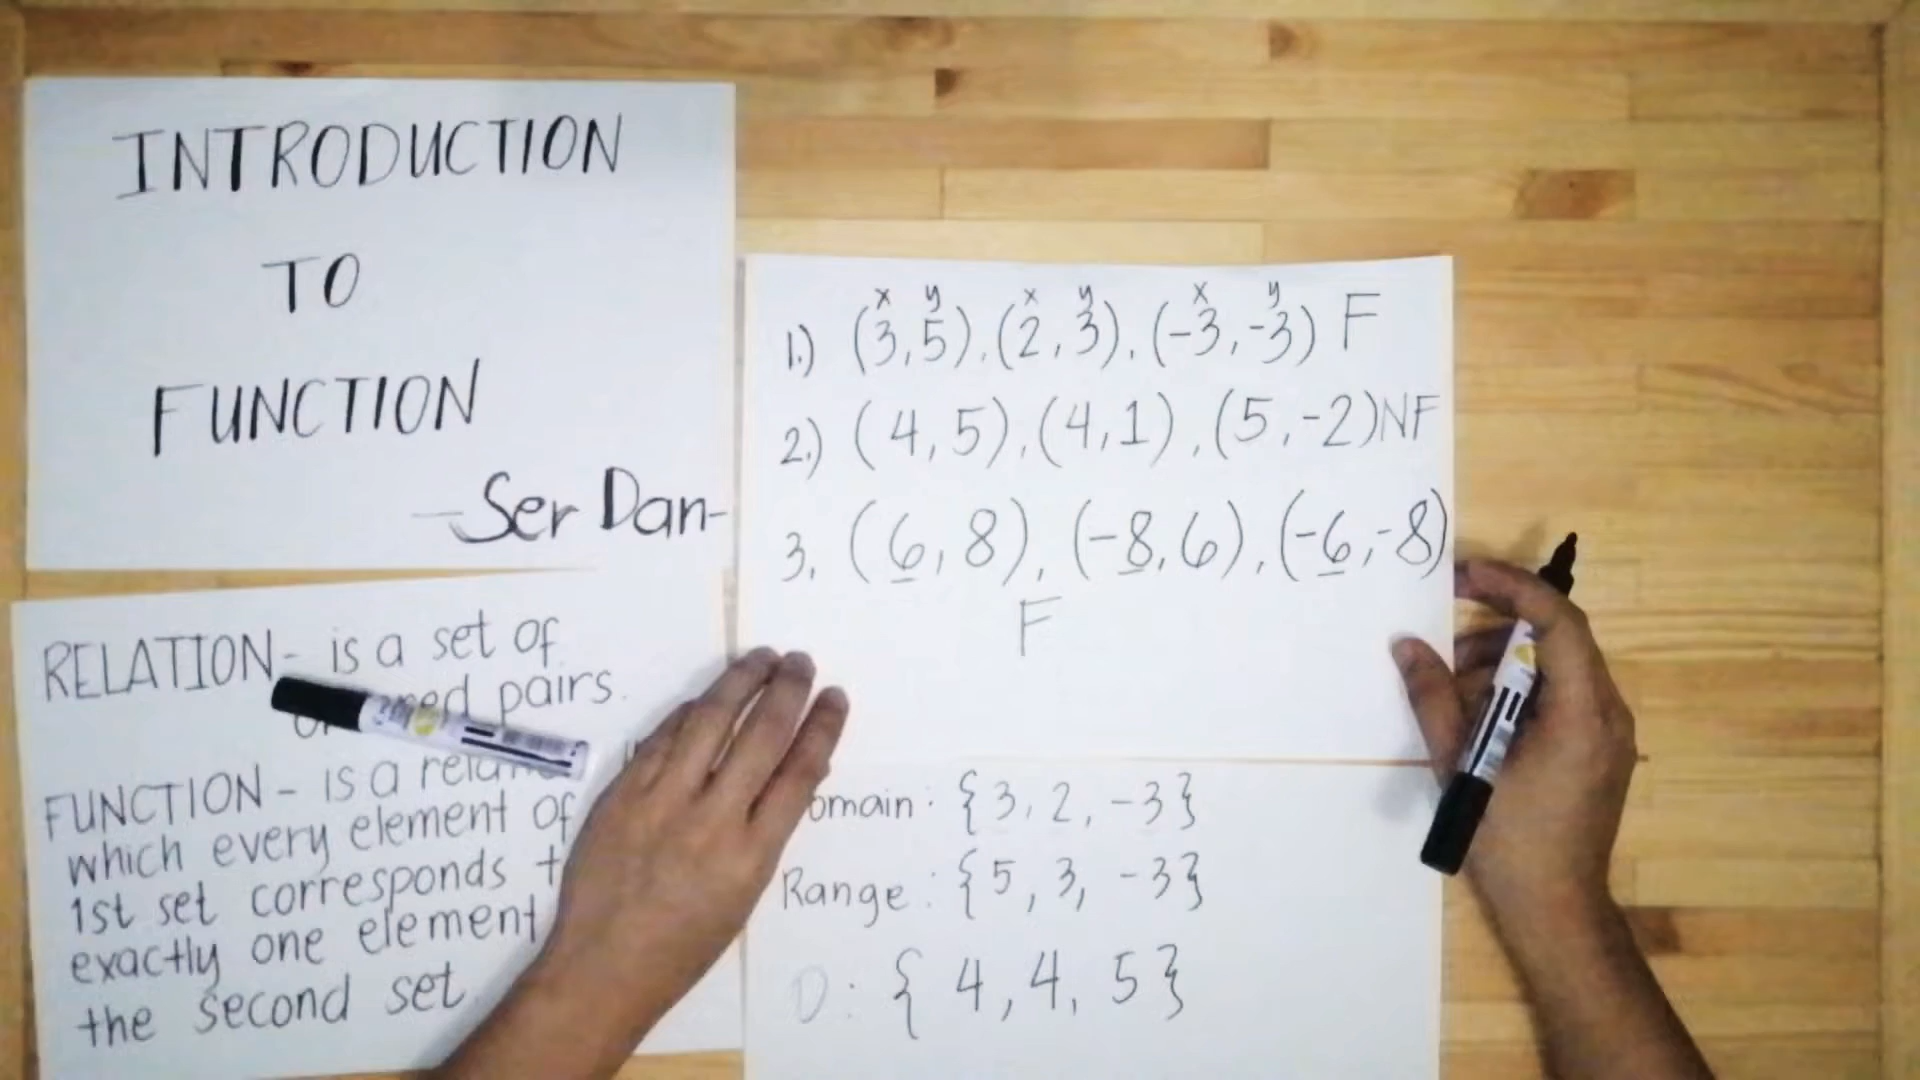 INTRODUCTION
TO
FUNCTION
-Ser Dan-
RELATION- is a set of
pairs.
FUNCTION- is a
which every element of
1st set corresponds
exactly one element
the second set.
x y x y x y
1.) (3,5),(2,3),(-3,-3) F
2.) (4,5),(4,1),(5,-2)NF
3. (6,8),(-8,6),(-6,-8)
F
: {3,2,-3}
Range: {5,3,-3}
D: {4,4,5}